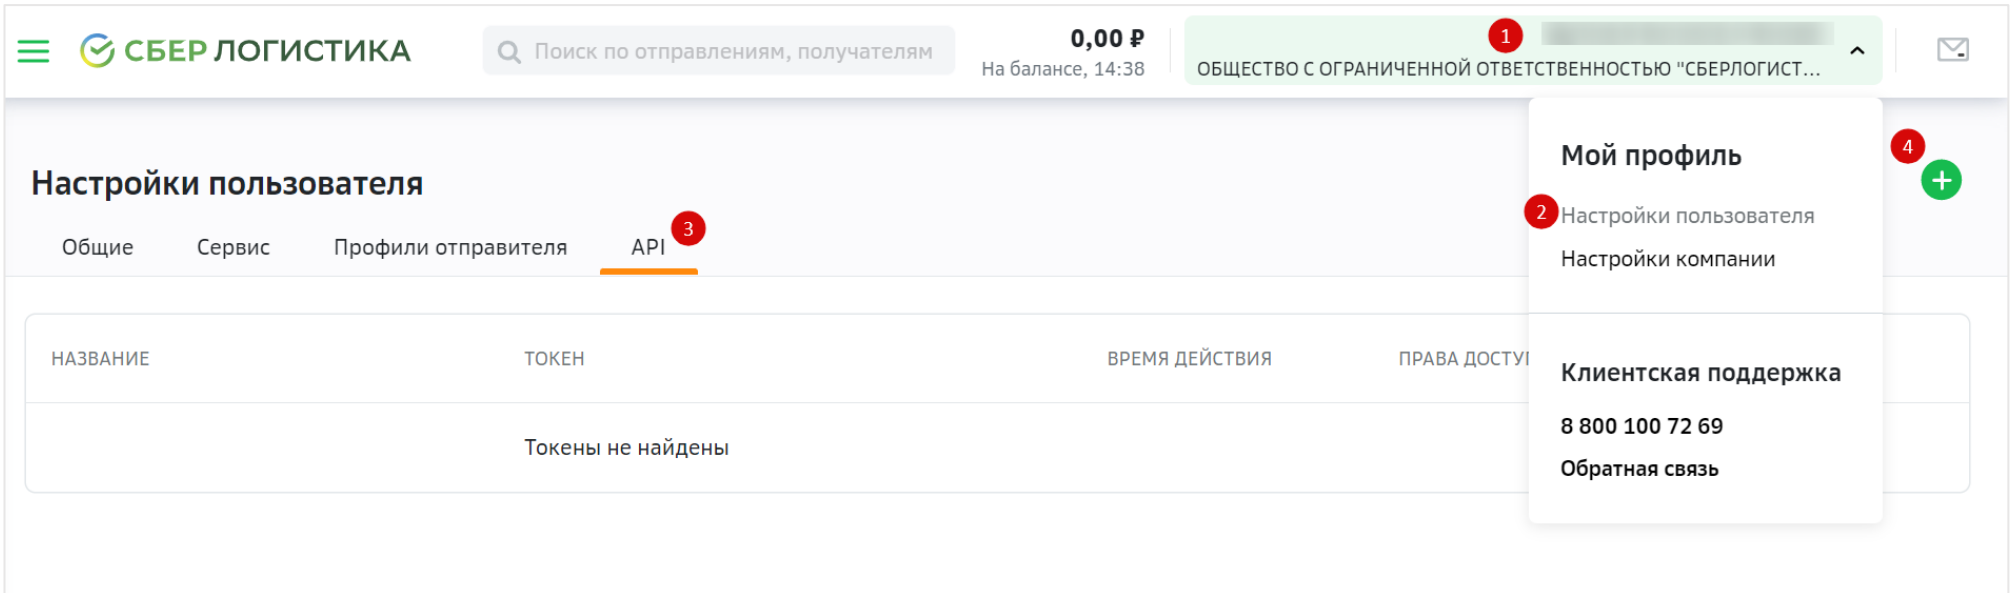 СБЕР ЛОГИСТИКА
Поиск по отправлениям, получателям
0,00 ₽
На балансе, 14:38
1
ОБЩЕСТВО С ОГРАНИЧЕННОЙ ОТВЕТСТВЕННОСТЬЮ "СБЕРЛОГИСТ...
Мой профиль
4
2
Настройки пользователя
Настройки компании
Настройки пользователя
Общие
Сервис
Профили отправителя
API
3
НАЗВАНИЕ
ТОКЕН
ВРЕМЯ ДЕЙСТВИЯ
ПРАВА
Токены не найдены
Клиентская поддержка
8 800 100 72 69
Обратная связь